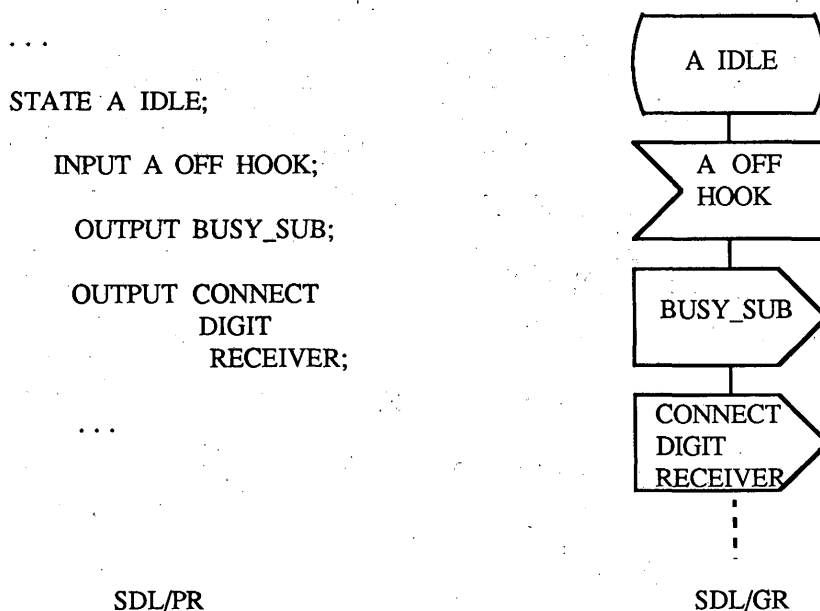 . . .
STATE A IDLE;
INPUT A OFF HOOK;
OUTPUT BUSY_SUB;
OUTPUT CONNECT
DIGIT
RECEIVER;
. . .
SDL/PR
A IDLE
A OFF
HOOK
BUSY_SUB
CONNECT
DIGIT
RECEIVER
SDL/GR